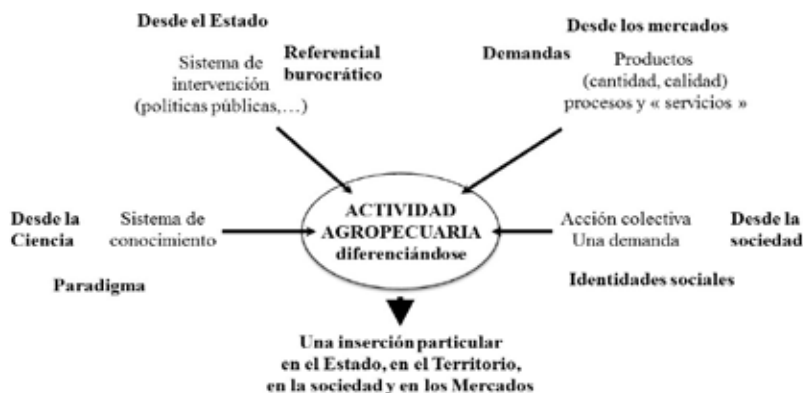 Desde el Estado
Sistema de
intervención
(políticas públicas,…)
Referencial
burocrático
Desde los mercados
Demandas
Productos
(cantidad, calidad)
procesos y « servicios »
Desde la
Ciencia
Sistema de
conocimiento
Paradigma
ACTIVIDAD
AGROPECUARIA
diferenciándose
Acción colectiva
Una demanda
Desde la
sociedad
Identidades sociales
Una inserción particular
en el Estado, en el Territorio,
en la sociedad y en los Mercados